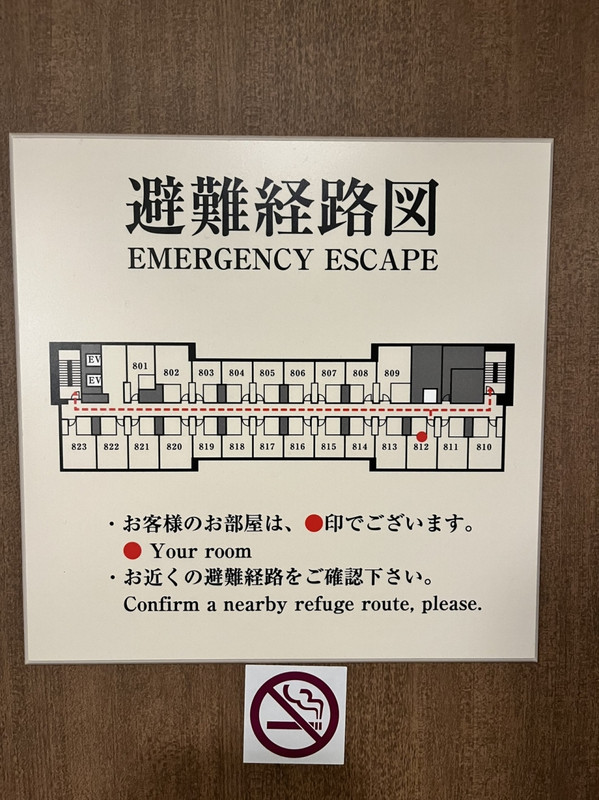 避難経路図
EMERGENCY ESCAPE
EV
EV
801 802 803 804 805 806 807 808 809
823 822 821 820 819 818 817 816 815 814 813 812 811 810
・お客様のお部屋は、●印でございます。
● Your room
・お近くの避難経路をご確認下さい。
Confirm a nearby refuge route, please.